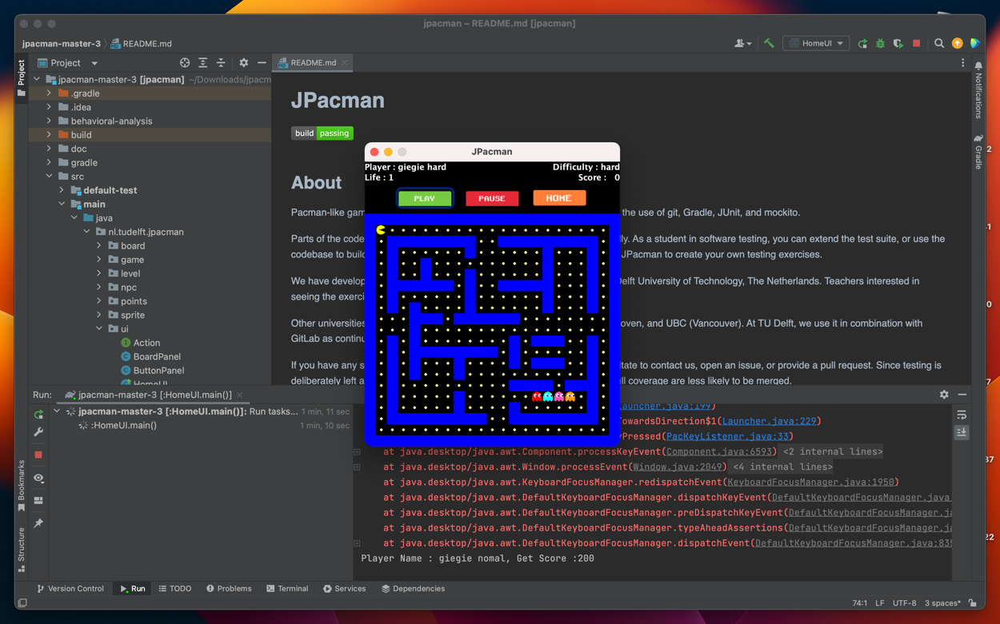 jpacman – README.md [jpacman]
jpacman-master-3 README.md
HomeUI
Project
README.md
Project
jpacman-master-3 [jpacman] ~/Downloads/jpacm
.gradle
.idea
behavioral-analysis
build
doc
gradle
src
default-test
main
java
nl.tudelft.jpacman
board
game
level
npc
points
sprite
ui
Action
BoardPanel
ButtonPanel
HomeUI
JPacman
build passing
About
Pacman-like gam
the use of git, Gradle, JUnit, and mockito.
Parts of the code
lly. As a student in software testing, you can extend the test suite, or use the
codebase to build
JPacman to create your own testing exercises.
We have develop
Delft University of Technology, The Netherlands. Teachers interested in
seeing the exerci
Other universities
oven, and UBC (Vancouver). At TU Delft, we use it in combination with
GitLab as continu
If you have any s
itate to contact us, open an issue, or provide a pull request. Since testing is
deliberately left a
ll coverage are less likely to be merged.
JPacman
Player : giegie hard
Difficulty : hard
Life : 1
Score : 0
PLAY
PAUSE
HOME
Notifications
Gradle
Run: jpacman-master-3 [:HomeUI.main()]
jpacman-master-3 [:HomeUI.main()]: Run tasks... 1 min, 11 sec
:HomeUI.main() 1 min, 10 sec
auncher.java:199)
TowardsDirection$1(Launcher.java:229)
yPressed(PacKeyListener.java:33)
at java.desktop/java.awt.Component.processKeyEvent(Component.java:6593) <2 internal lines>
at java.desktop/java.awt.Window.processEvent(Window.java:2049) <4 internal lines>
at java.desktop/java.awt.KeyboardFocusManager.redispatchEvent(KeyboardFocusManager.java:1950)
at java.desktop/java.awt.DefaultKeyboardFocusManager.dispatchKeyEvent(DefaultKeyboardFocusManager.java
at java.desktop/java.awt.DefaultKeyboardFocusManager.preDispatchKeyEvent(DefaultKeyboardFocusManager.ja
at java.desktop/java.awt.DefaultKeyboardFocusManager.typeAheadAssertions(DefaultKeyboardFocusManager.ja
at java.desktop/java.awt.DefaultKeyboardFocusManager.dispatchEvent(DefaultKeyboardFocusManager.java:835
Player Name : giegie nomal, Get Score :200
Bookmarks
Structure
Version Control Run TODO Problems Terminal Services Dependencies
74:1 LF UTF-8 3 spaces*